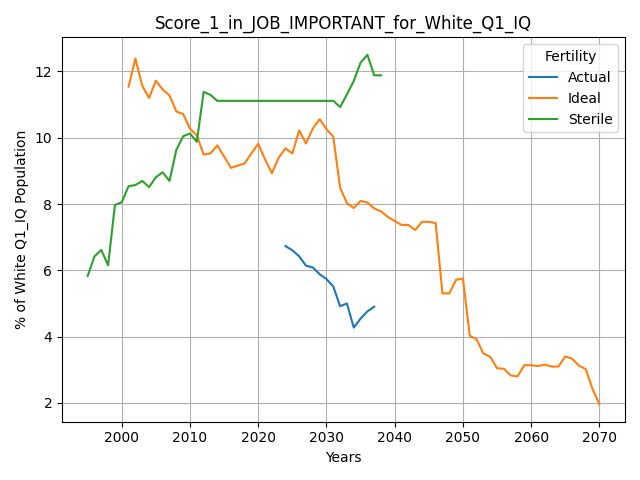 Score_1_in_JOB_IMPORTANT_for_White_Q1_IQ
Fertility
Actual
Ideal
Sterile
% of White Q1_IQ Population
12
10
8
6
4
2
2000 2010 2020 2030 2040 2050 2060 2070
Years